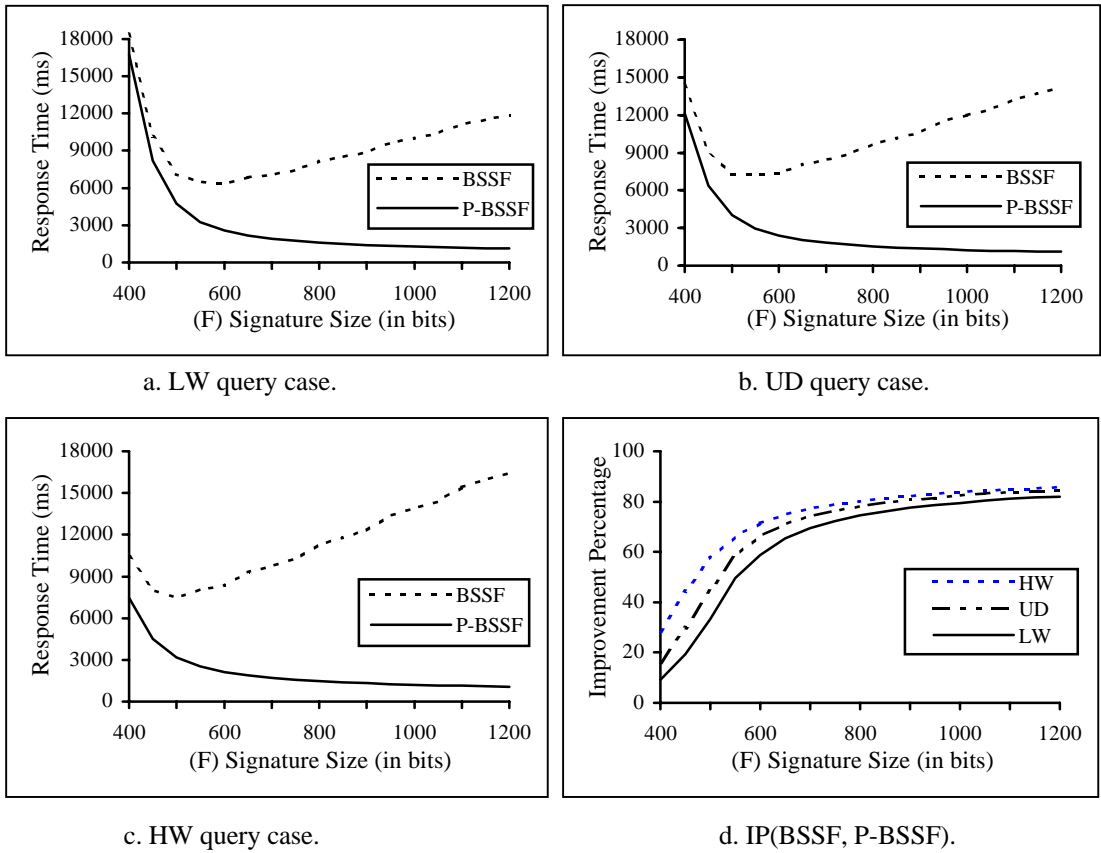 18000
15000
12000
9000
6000
3000
0
Response Time (ms)
BSSF
P-BSSF
400 600 800 1000 1200
(F) Signature Size (in bits)
a. LW query case.
18000
15000
12000
9000
6000
3000
0
Response Time (ms)
BSSF
P-BSSF
400 600 800 1000 1200
(F) Signature Size (in bits)
b. UD query case.
18000
15000
12000
9000
6000
3000
0
Response Time (ms)
BSSF
P-BSSF
400 600 800 1000 1200
(F) Signature Size (in bits)
c. HW query case.
100
80
60
40
20
0
Improvement Percentage
HW
UD
LW
400 600 800 1000 1200
(F) Signature Size (in bits)
d. IP(BSSF, P-BSSF).